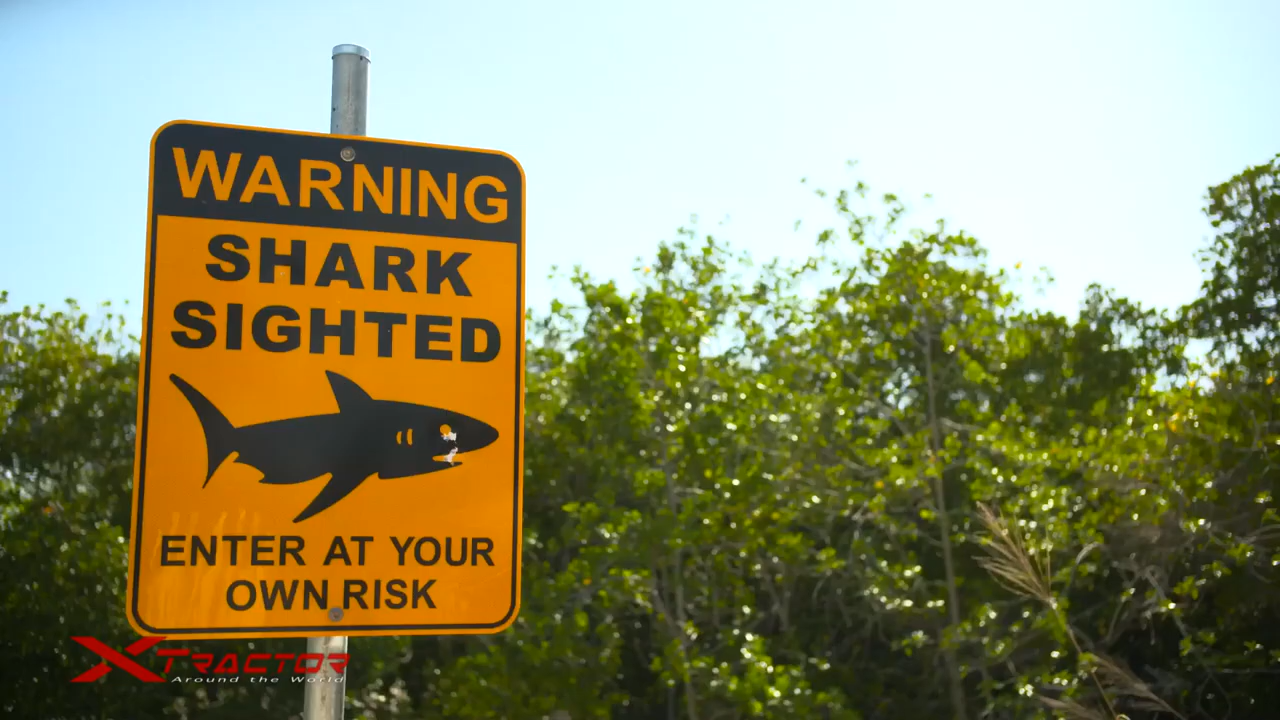 WARNING
SHARK
SIGHTED
ENTER AT YOUR
OWN RISK
XTRACTOR
Around the World